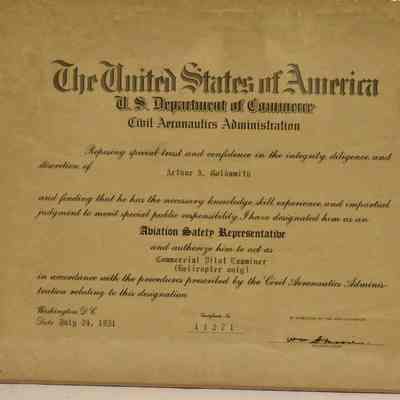 The United States of America
U. S. Department of Commerce
Civil Aeronautics Administration
Reposing special trust and confidence in the integrity, diligence and
discretion of Arthur A. Goldsmith
and finding that he has the necessary knowledge, skill, experience, and impartial
judgment to merit special public responsibility, I have designated him as an
Aviation Safety Representative
and authorize him to act as
Commercial Pilot Examiner
(Helicopter only)
in accordance with the procedures prescribed by the Civil Aeronautics Adminis-
tration relating to this designation
Washington D.C.
Certificate No
Date July 24, 1951
11271